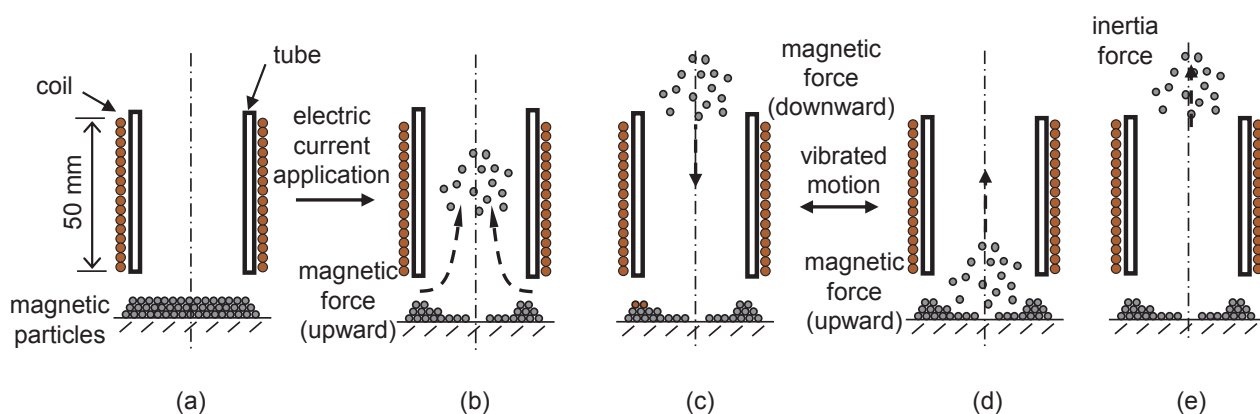 coil
tube
50 mm
magnetic
particles
(a)
electric
current
application
magnetic
force
(upward)
(b)
(c)
magnetic
force
(downward)
vibrated
motion
magnetic
force
(upward)
(d)
inertia
force
(e)